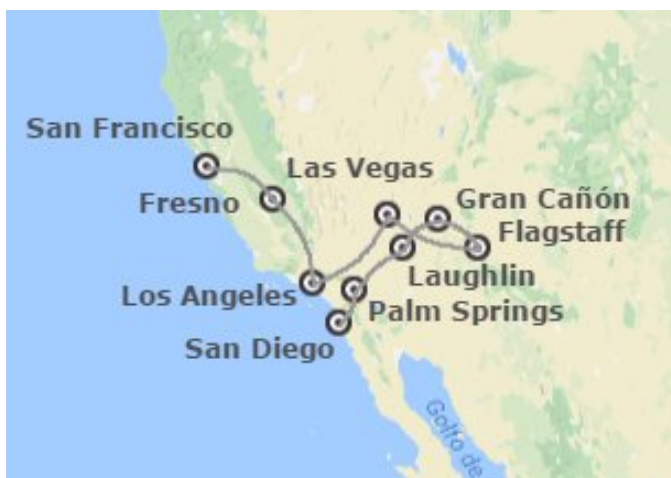 San Francisco
Las Vegas
Fresno
Gran Cañón
Flagstaff
Laughlin
Los Angeles
Palm Springs
San Diego
Golfo de